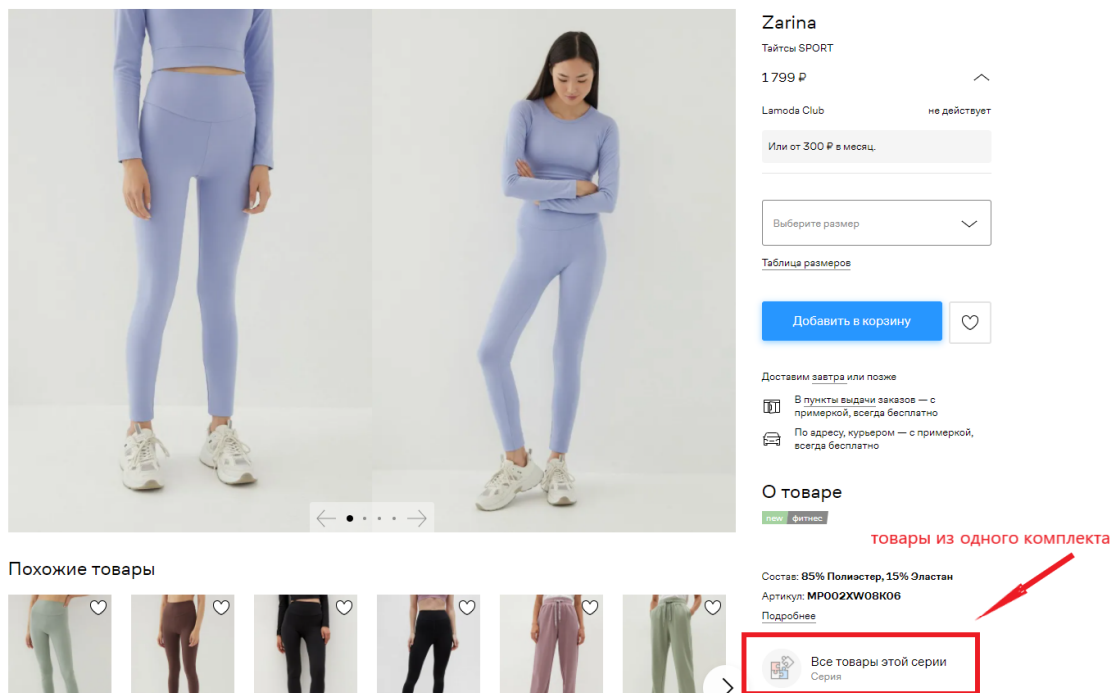 Zarina
Тайтсы SPORT
1 799 ₽
Lamoda Club не действует
Или от 300 ₽ в месяц.
Выберите размер
Таблица размеров
Добавить в корзину
Доставим завтра или позже
В пункты выдачи заказов — с
примеркой, всегда бесплатно
По адресу, курьером — с примеркой,
всегда бесплатно
О товаре
new фитнес
товары из одного комплекта
Состав: 85% Полиэстер, 15% Эластан
Артикул: MP002XW08K06
Подробнее
Все товары этой серии
Серия
Похожие товары